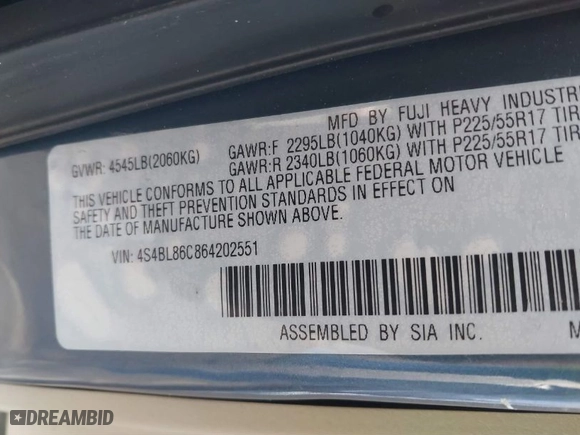 MFD BY FUJI HEAVY INDUSTRI
GVWR: 4545LB(2060KG)
GAWR:F 2295LB(1040KG) WITH P225/55R17 TIR
GAWR:R 2340LB(1060KG) WITH P225/55R17 TIR
THIS VEHICLE CONFORMS TO ALL APPLICABLE FEDERAL MOTOR VEHICLE
SAFETY AND THEFT PREVENTION STANDARDS IN EFFECT ON
THE DATE OF MANUFACTURE SHOWN ABOVE.
VIN: 4S4BL86C864202551
ASSEMBLED BY SIA INC.
M
DREAMBID